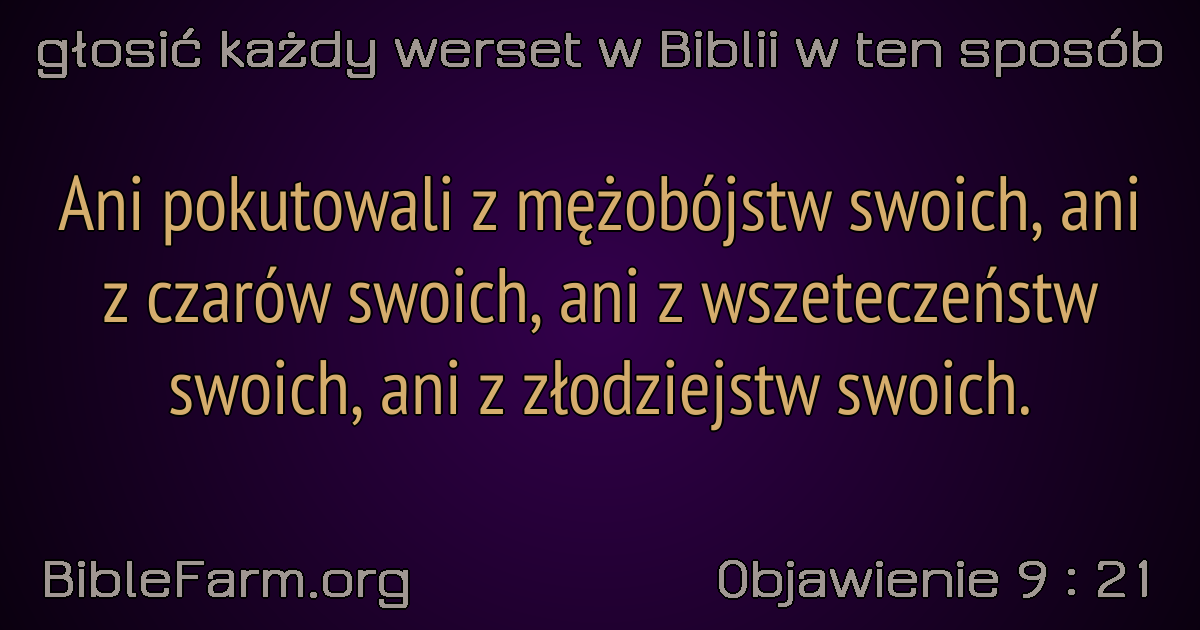 głosić każdy werset w Biblii w ten sposób
Ani pokutowali z mężobójstw swoich, ani
z czarów swoich, ani z wszeteczeństw
swoich, ani z złodziejstw swoich.
BibleFarm.org
Objawienie 9 : 21